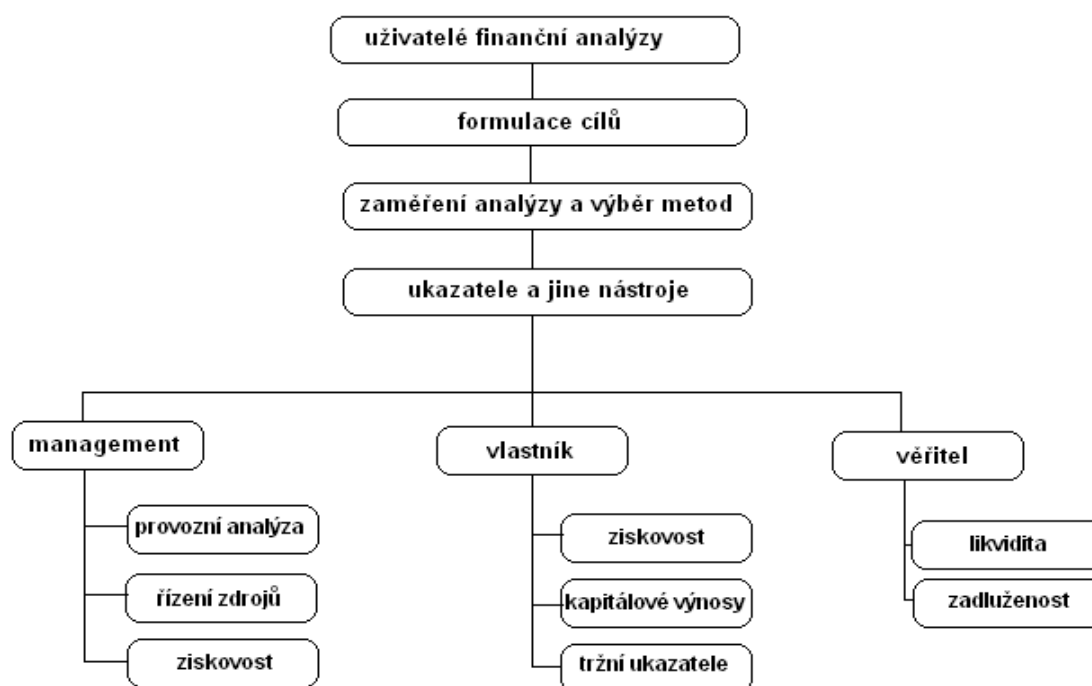 uživatelé finanční analýzy
formulace cílů
zaměření analýzy a výběr metod
ukazatele a jine nástroje
management
provozní analýza
řízení zdrojů
ziskovost
vlastník
ziskovost
kapitálové výnosy
tržní ukazatele
věřitel
likvidita
zadluženost